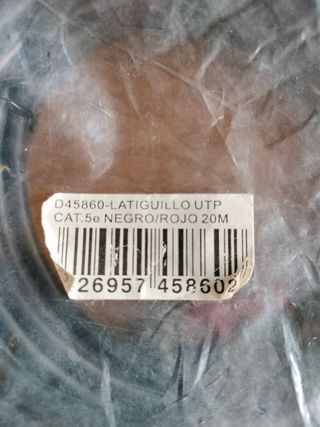 D45860-LATIGUILLO UTP
CAT.5e NEGRO/ROJO 20M
26957 458602